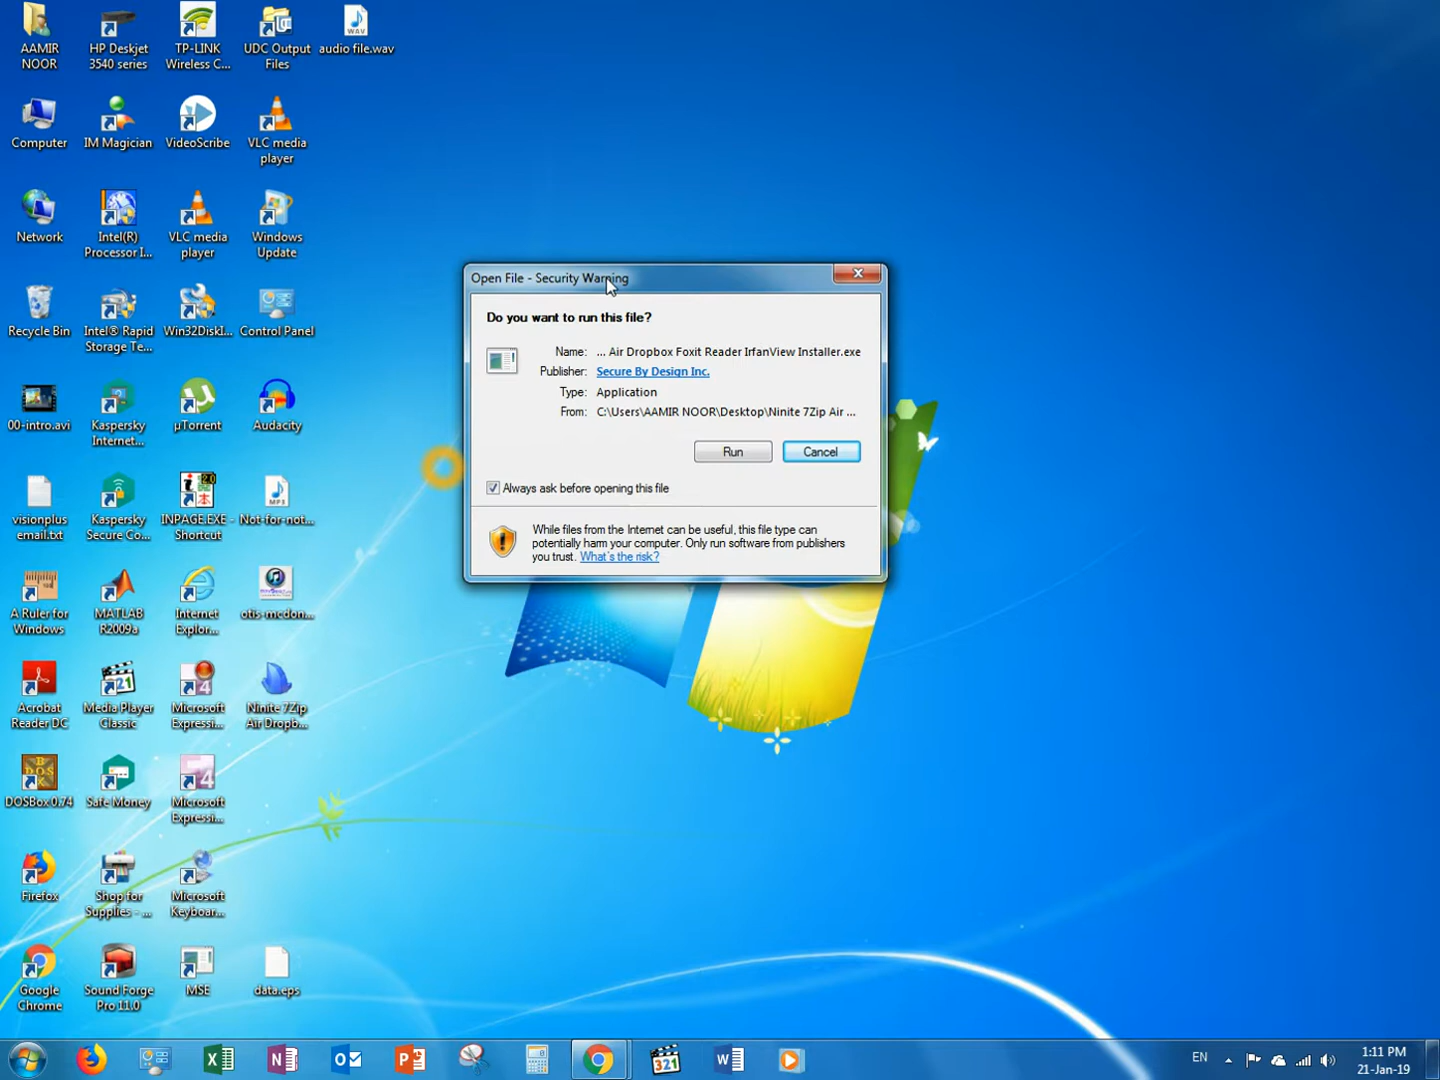 AAMIR
NOOR
HP Deskjet
3540 series
TP-LINK
Wireless C...
UDC Output
Files
audio file.wav
WAV
Computer
IM Magician
VideoScribe
VLC media
player
Network
Intel(R)
Processor I...
VLC media
player
Windows
Update
Recycle Bin
Intel® Rapid
Storage Te...
Win32DiskI...
Control Panel
00-intro.avi
Kaspersky
Internet...
µTorrent
Audacity
visionplus
email.txt
Kaspersky
Secure Co...
INPAGE.EXE -
Shortcut
MP3
Not-for-not...
A Ruler for
Windows
MATLAB
R2009a
Internet
Explor...
otis-mcdon...
Acrobat
Reader DC
Media Player
Classic
Microsoft
Expressi...
Ninite 7Zip
Air Dropb...
DOSBox 0.74
Safe Money
Microsoft
Expressi...
Firefox
Shop for
Supplies - ...
Microsoft
Keyboar...
Google
Chrome
Sound Forge
Pro 11.0
MSE
data.eps
Open File - Security Warning
Do you want to run this file?
Name: ... Air Dropbox Foxit Reader IrfanView Installer.exe
Publisher: Secure By Design Inc.
Type: Application
From: C:\Users\AAMIR NOOR\Desktop\Ninite 7Zip Air ...
Run Cancel
Always ask before opening this file
While files from the Internet can be useful, this file type can
potentially harm your computer. Only run software from publishers
you trust. What's the risk?
321
EN
1:11 PM
21-Jan-19